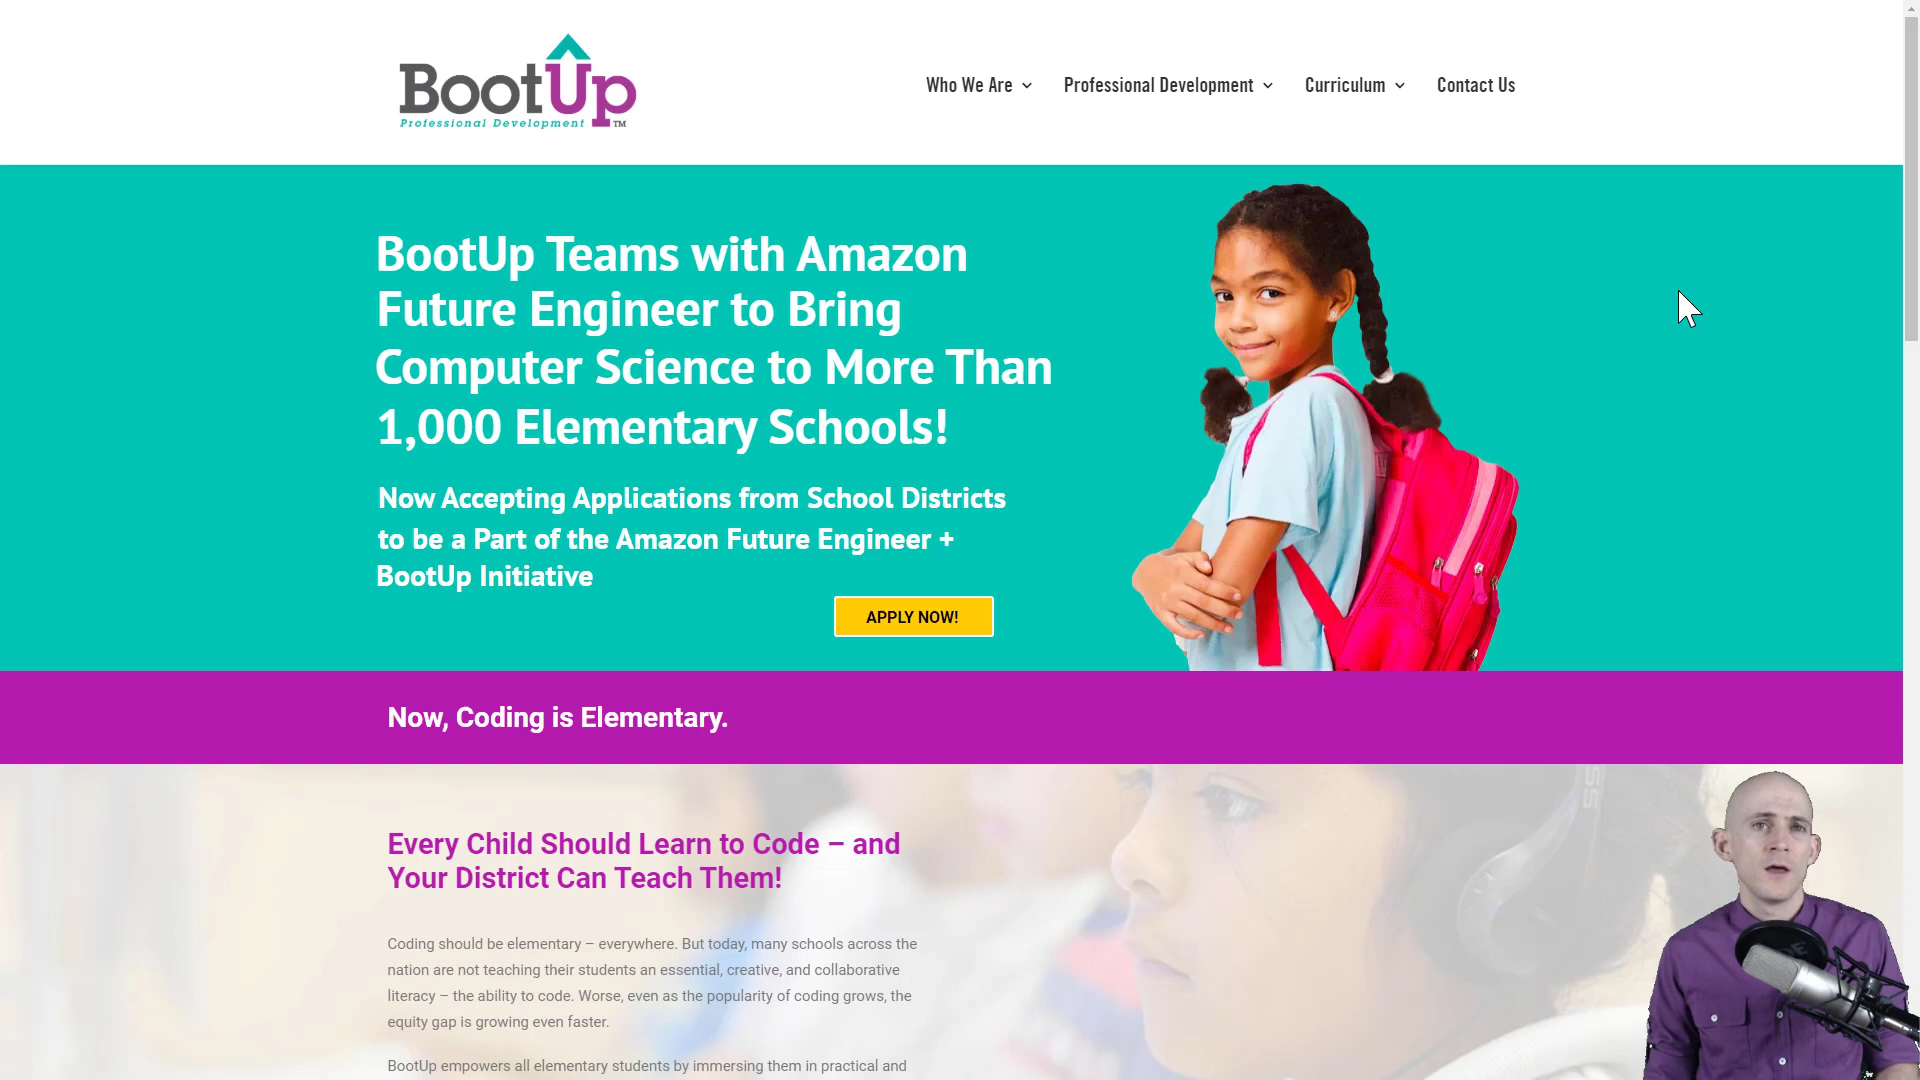 BootUp
Professional Development
TM
Who We Are
Professional Development
Curriculum
Contact Us
BootUp Teams with Amazon
Future Engineer to Bring
Computer Science to More Than
1,000 Elementary Schools!
Now Accepting Applications from School Districts
to be a Part of the Amazon Future Engineer +
BootUp Initiative
APPLY NOW!
Now, Coding is Elementary.
Every Child Should Learn to Code – and
Your District Can Teach Them!
Coding should be elementary – everywhere. But today, many schools across the
nation are not teaching their students an essential, creative, and collaborative
literacy – the ability to code. Worse, even as the popularity of coding grows, the
equity gap is growing even faster.
BootUp empowers all elementary students by immersing them in practical and